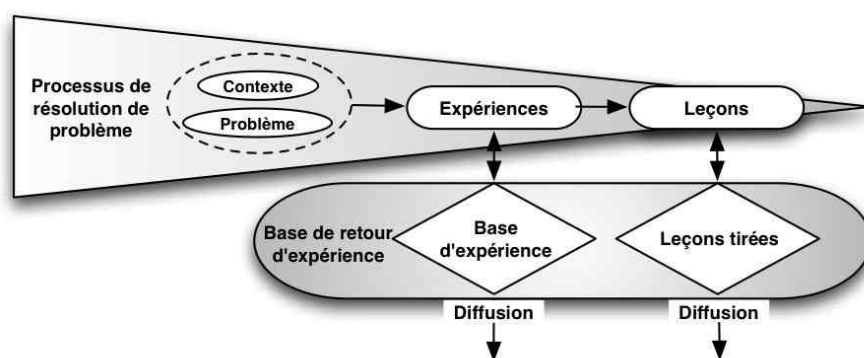 Processus de
résolution de
problème
Contexte
Problème
Expériences
Leçons
Base de retour
d'expérience
Base
d'expérience
Leçons tirées
Diffusion
Diffusion